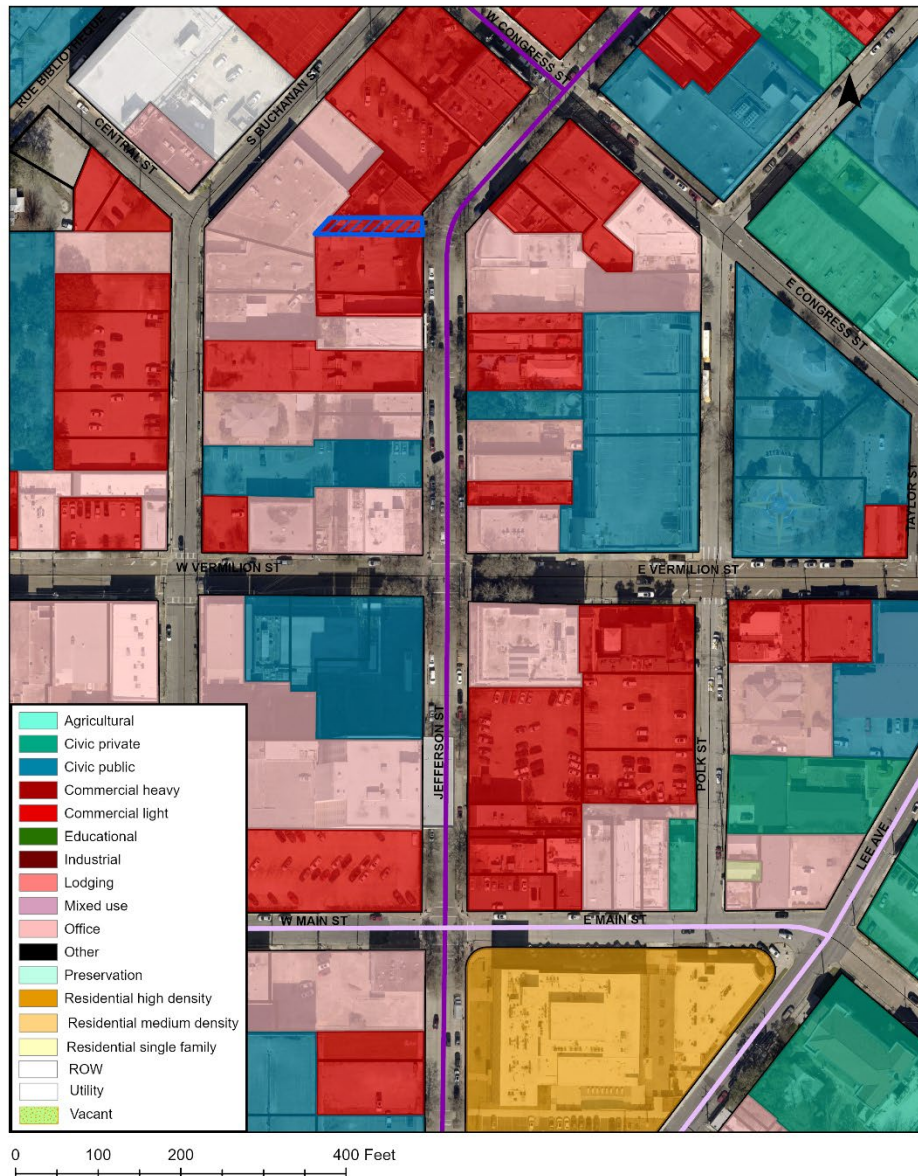 W CONGRESS ST
RUE BIBLIOTHEQUE
CENTRAL ST
S BUCHANAN ST
E CONGRESS ST
TAYLOR ST
W VERMILION ST
E VERMILION ST
JEFFERSON ST
POLK ST
LEE AVE
W MAIN ST
E MAIN ST
Agricultural
Civic private
Civic public
Commercial heavy
Commercial light
Educational
Industrial
Lodging
Mixed use
Office
Other
Preservation
Residential high density
Residential medium density
Residential single family
ROW
Utility
Vacant
0 100 200 400 Feet